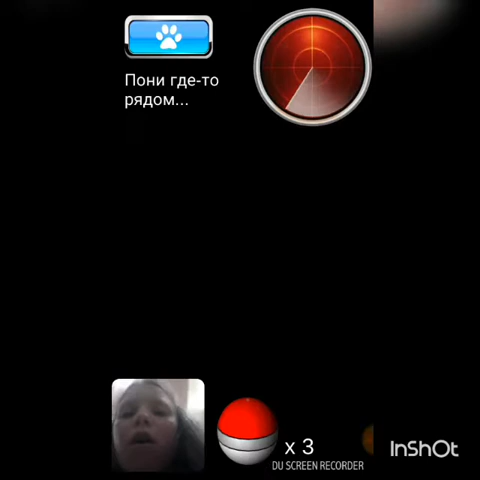 Пони где-то
рядом...
x 3
DU SCREEN RECORDER
InShOt